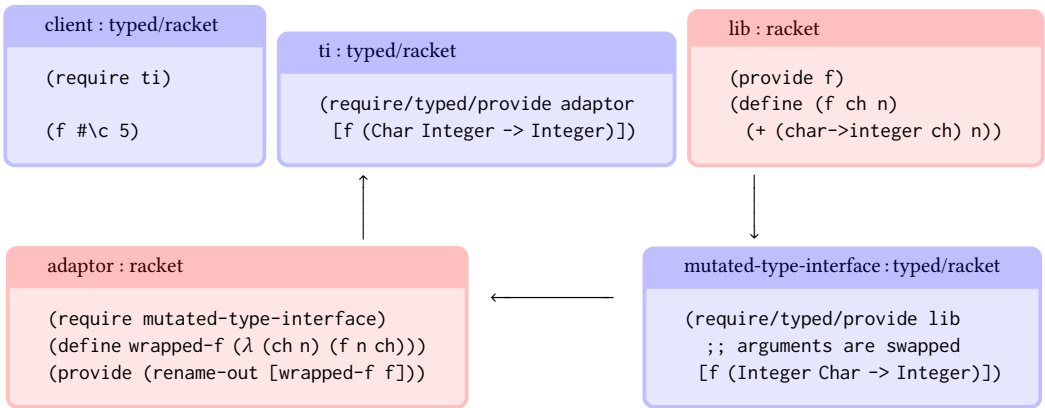 client : typed/racket
(require ti)
(f #\c 5)
ti : typed/racket
(require/typed/provide adaptor
[f (Char Integer -> Integer)])
lib : racket
(provide f)
(define (f ch n)
(+ (char->integer ch) n))
adaptor : racket
(require mutated-type-interface)
(define wrapped-f (λ (ch n) (f n ch)))
(provide (rename-out [wrapped-f f]))
mutated-type-interface : typed/racket
(require/typed/provide lib
;; arguments are swapped
[f (Integer Char -> Integer)])